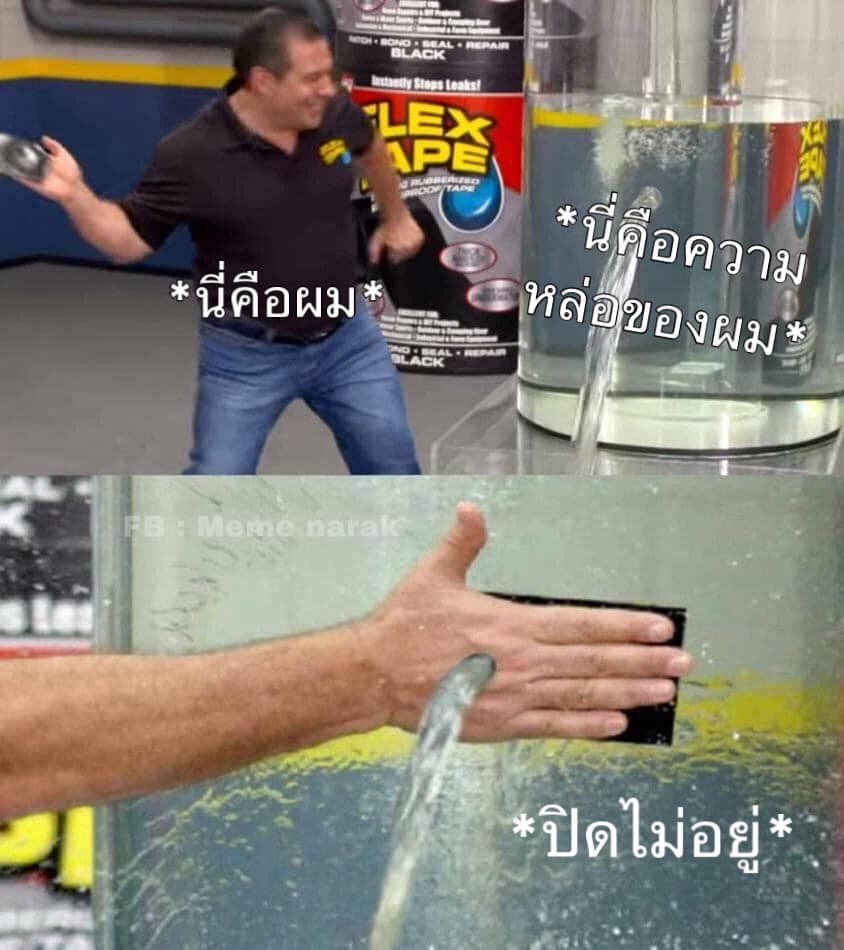 PATCH • BOND • SEAL • REPAIR
BLACK
Instantly Stops Leaks!
FLEX
TAPE
RUBBERIZED
*นี่คือผม*
*นี่คือความ
หล่อของผม*
BOND • SEAL • REPAIR
BLACK
FB : Meme narak
*ปิดไม่อยู่*